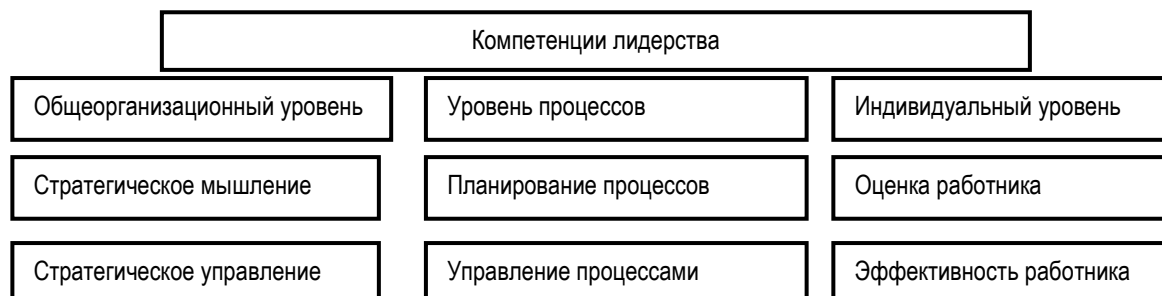 Компетенции лидерства
Общеорганизационный уровень
Уровень процессов
Индивидуальный уровень
Стратегическое мышление
Планирование процессов
Оценка работника
Стратегическое управление
Управление процессами
Эффективность работника